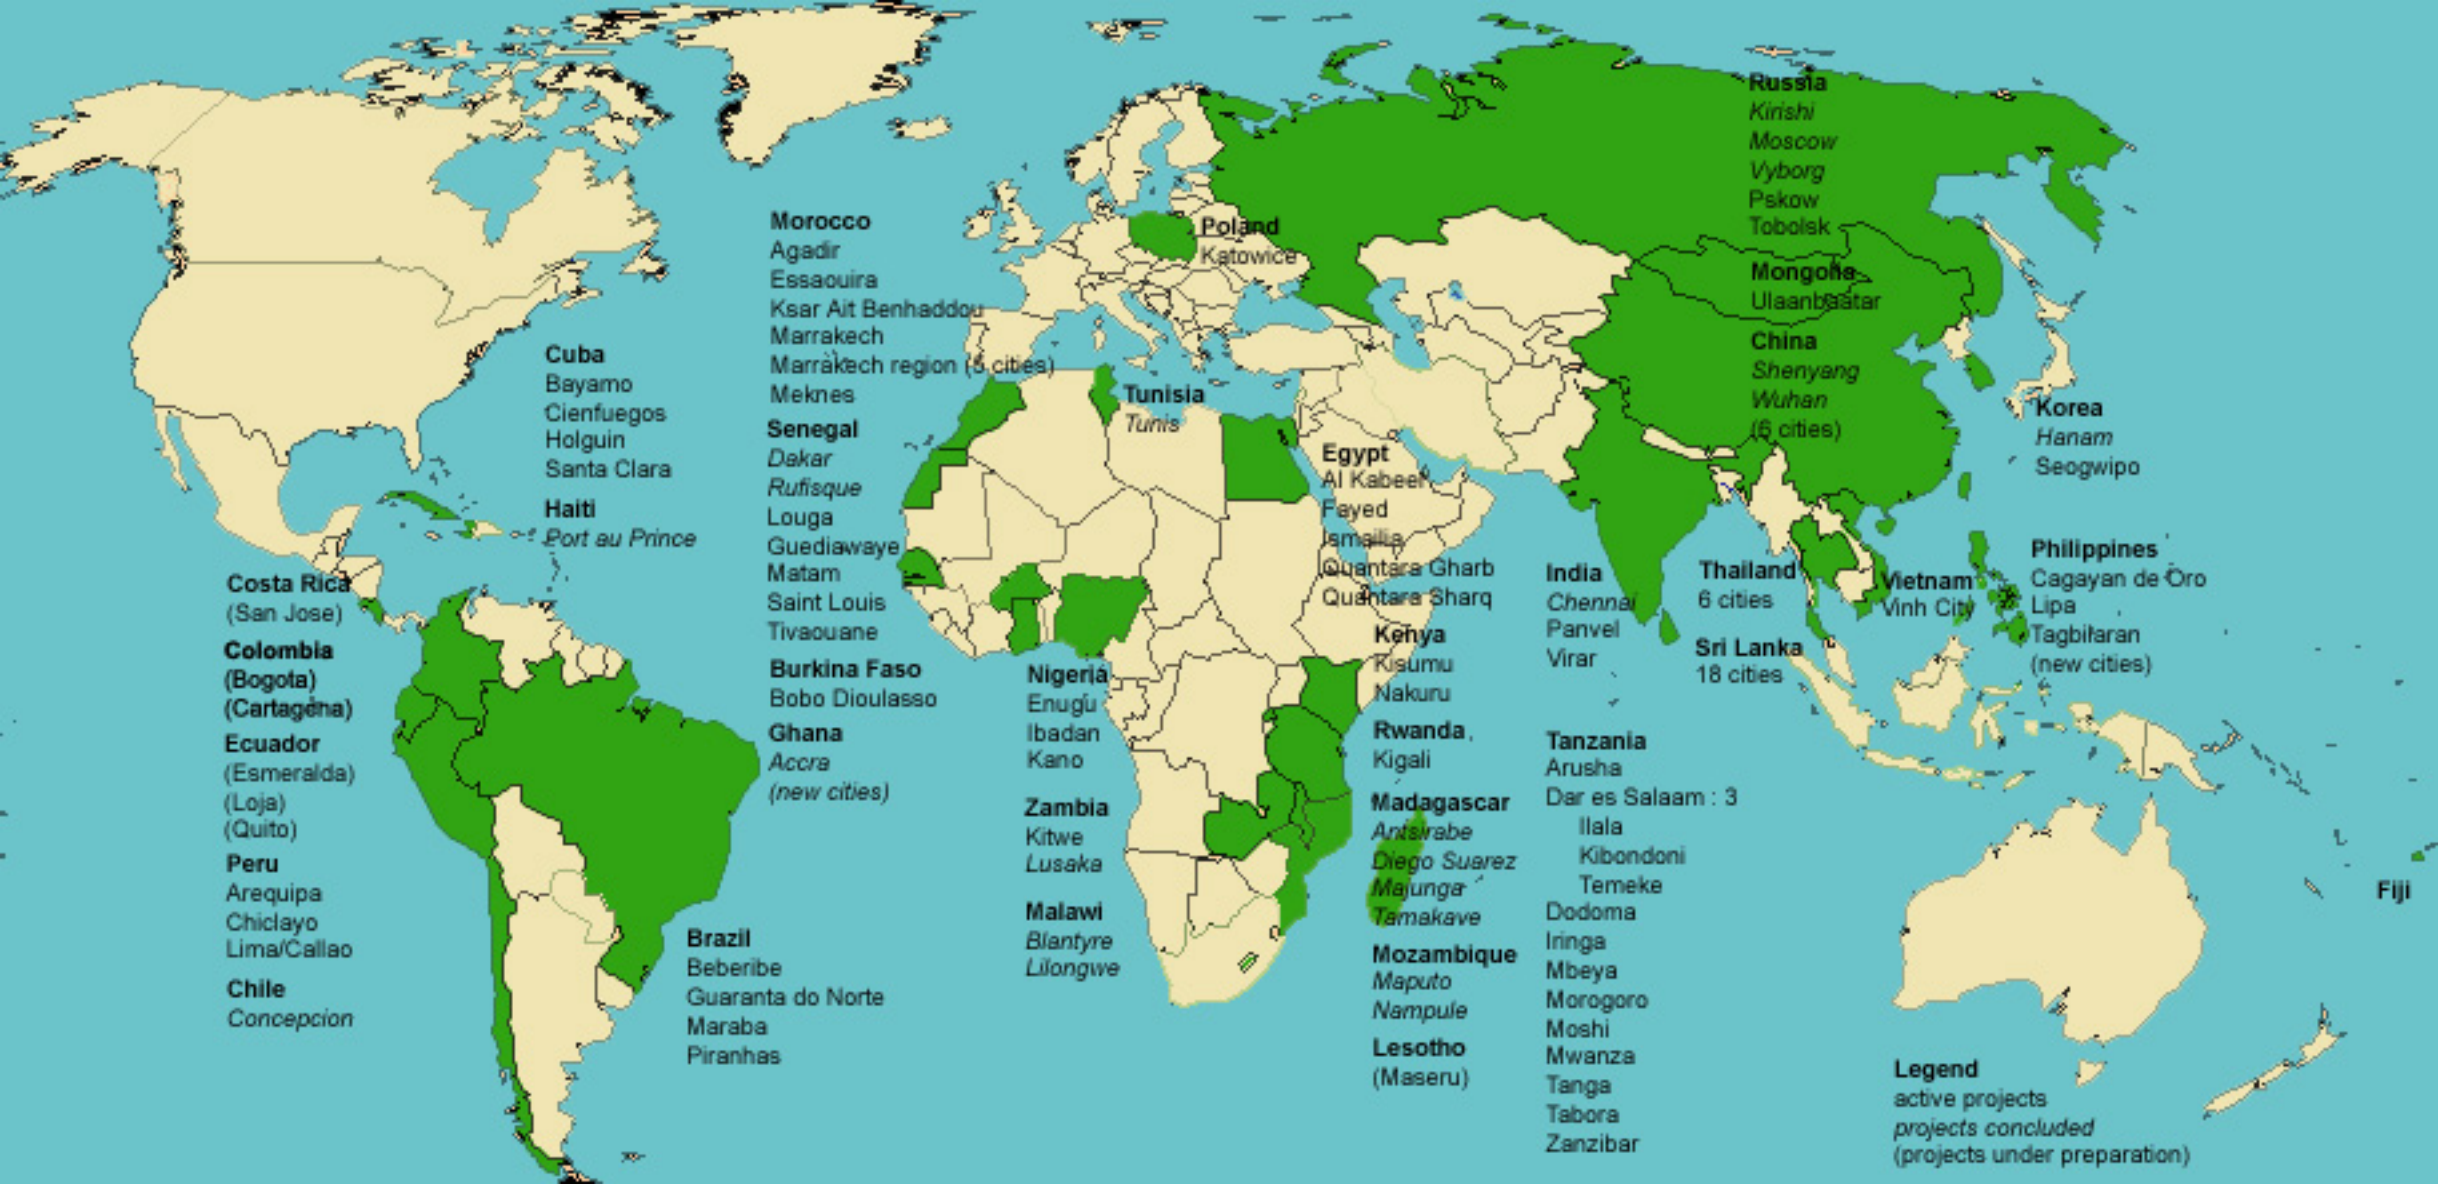 Cuba
Bayamo
Cienfuegos
Holguin
Santa Clara
Haiti
Port au Prince
Costa Rica
(San Jose)
Colombia
(Bogota)
(Cartagena)
Ecuador
(Esmeralda)
(Loja)
(Quito)
Peru
Arequipa
Chiclayo
Lima/Callao
Chile
Concepcion
Brazil
Beberibe
Guaranta do Norte
Maraba
Piranhas
Morocco
Agadir
Essaouira
Ksar Ait Benhaddou
Marrakech
Marrakech region (5 cities)
Meknes
Senegal
Dakar
Rufisque
Louga
Guediawaye
Matam
Saint Louis
Tivaouane
Burkina Faso
Bobo Dioulasso
Ghana
Accra
(new cities)
Poland
Katowice
Tunisia
Tunis
Nigeria
Enugu
Ibadan
Kano
Zambia
Kitwe
Lusaka
Malawi
Blantyre
Lilongwe
Egypt
Al Kabeer
Fayed
Ismailia
Quantara Gharb
Quantara Sharq
Kenya
Kisumu
Nakuru
Rwanda
Kigali
Madagascar
Antsirabe
Diego Suarez
Majunga
Tamakave
Mozambique
Maputo
Nampule
Lesotho
(Maseru)
India
Chennai
Panvel
Virar
Tanzania
Arusha
Dar es Salaam : 3
Ilala
Kibondoni
Temeke
Dodoma
Iringa
Mbeya
Morogoro
Moshi
Mwanza
Tanga
Tabora
Zanzibar
Russia
Kirishi
Moscow
Vyborg
Pskow
Tobolsk
Mongolia
Ulaanbaatar
China
Shenyang
Wuhan
(6 cities)
Korea
Hanam
Seogwipo
Thailand
6 cities
Sri Lanka
18 cities
Vietnam
Vinh City
Philippines
Cagayan de Oro
Lipa
Tagbilaran
(new cities)
Fiji
Legend
active projects
projects concluded
(projects under preparation)